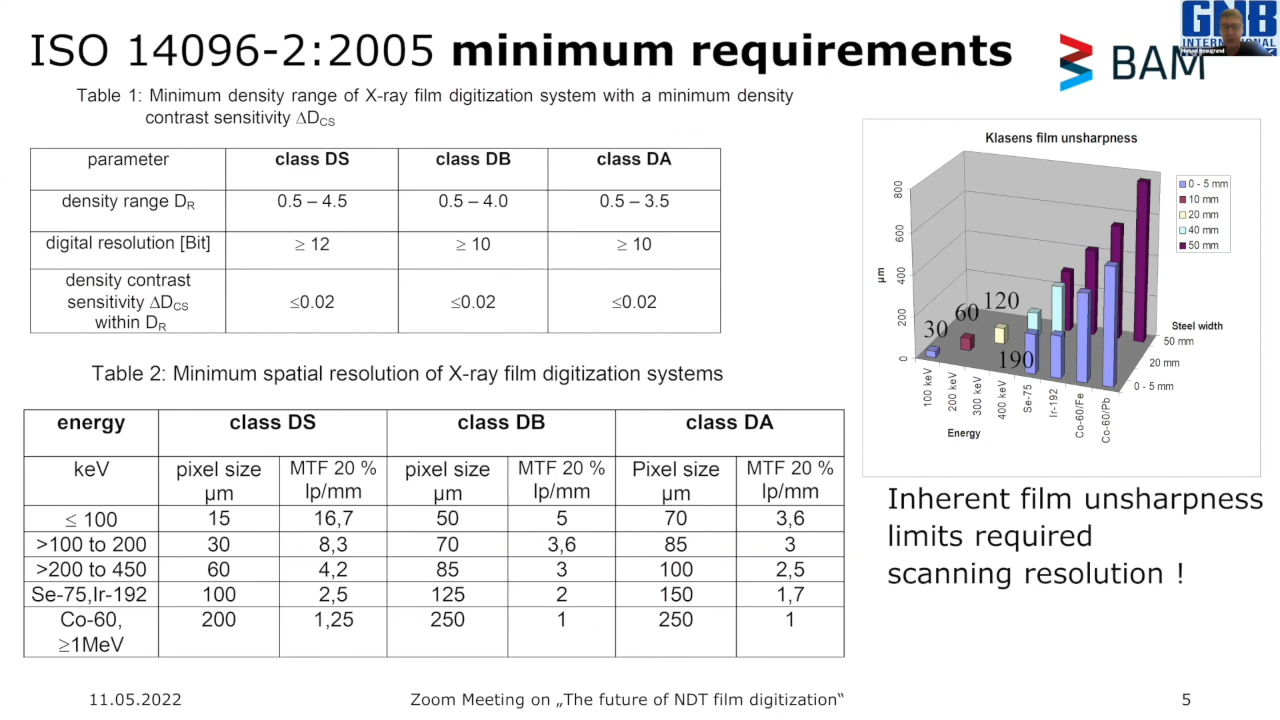 ISO 14096-2:2005 minimum requirements
GNB
INTERNATIONAL
BAM
Table 1: Minimum density range of X-ray film digitization system with a minimum density
contrast sensitivity ΔD_CS
parameter class DS class DB class DA
density range D_R 0.5 – 4.5 0.5 – 4.0 0.5 – 3.5
digital resolution [Bit] ≥ 12 ≥ 10 ≥ 10
density contrast
sensitivity ΔD_CS ≤0.02 ≤0.02 ≤0.02
within D_R
Table 2: Minimum spatial resolution of X-ray film digitization systems
energy class DS class DB class DA
keV pixel size MTF 20 % pixel size MTF 20 % Pixel size MTF 20 %
µm lp/mm µm lp/mm µm lp/mm
≤ 100 15 16,7 50 5 70 3,6
>100 to 200 30 8,3 70 3,6 85 3
>200 to 450 60 4,2 85 3 100 2,5
Se-75,Ir-192 100 2,5 125 2 150 1,7
Co-60, 200 1,25 250 1 250 1
≥1MeV
Klasens film unsharpness
800
600
400
200
0
µm
30
60
120
190
0 - 5 mm
10 mm
20 mm
40 mm
50 mm
Steel width
50 mm
20 mm
0 - 5 mm
100 keV
200 keV
300 keV
400 keV
Se-75
Ir-192
Co-60/Fe
Co-60/Pb
Energy
Inherent film unsharpness
limits required
scanning resolution !
11.05.2022 Zoom Meeting on „The future of NDT film digitization“ 5